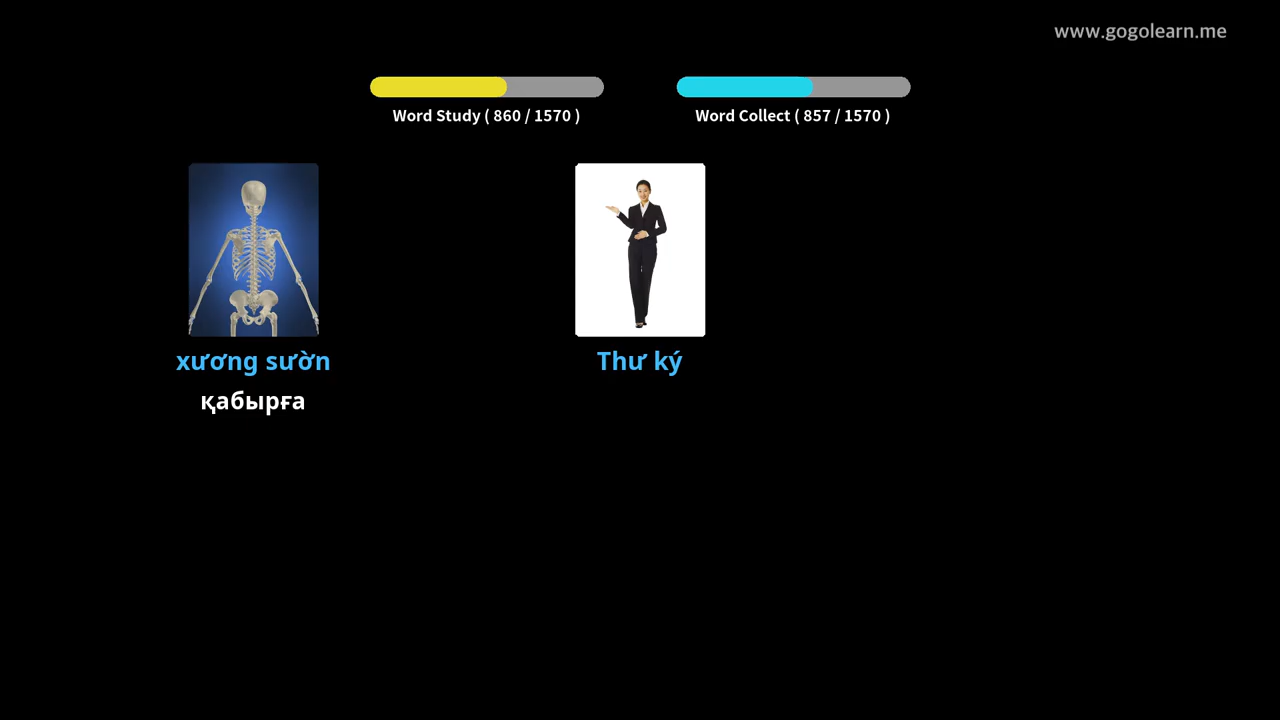 www.gogolearn.me
Word Study ( 860 / 1570 )
Word Collect ( 857 / 1570 )
xương sườn
Thư ký
қабырға